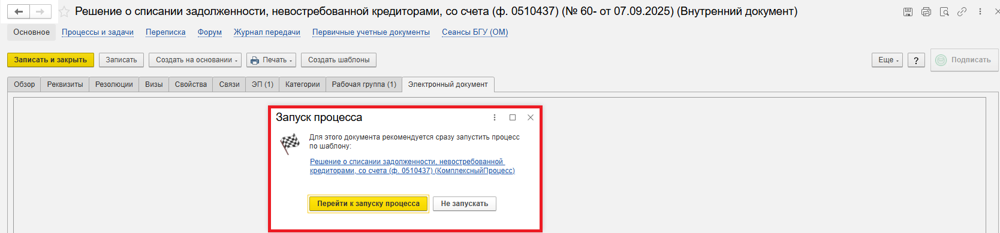 Решение о списании задолженности, невостребованной кредиторами, со счета (ф. 0510437) (№ 60- от 07.09.2025) (Внутренний документ)
Основное Процессы и задачи Переписка Форум Журнал передачи Первичные учетные документы Сеансы БГУ (ОМ)
Записать и закрыть Записать Создать на основании Печать Создать шаблоны Еще ? Подписать
Обзор Реквизиты Резолюции Визы Свойства Связи ЭП (1) Категории Рабочая группа (1) Электронный документ
Запуск процесса
Для этого документа рекомендуется сразу запустить процесс
по шаблону:
Решение о списании задолженности, невостребованной
кредиторами, со счета (ф. 0510437) (КомплексныйПроцесс)
Перейти к запуску процесса Не запускать